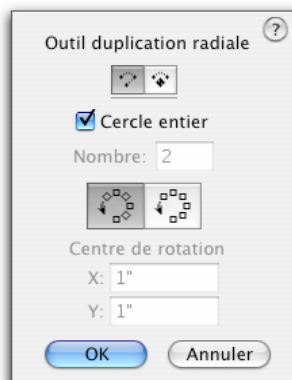 ?
Outil duplication radiale
Cercle entier
Nombre: 2
Centre de rotation
X: 1"
Y: 1"
OK Annuler